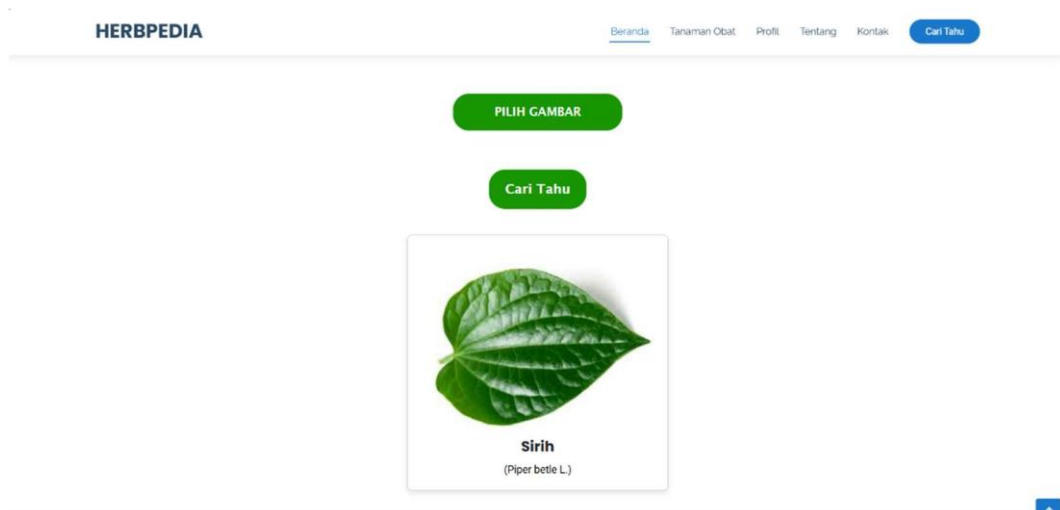 HERBPEDIA
Beranda Tanaman Obat Profil Tentang Kontak Cari Tahu
PILIH GAMBAR
Cari Tahu
Sirih
(Piper betle L.)